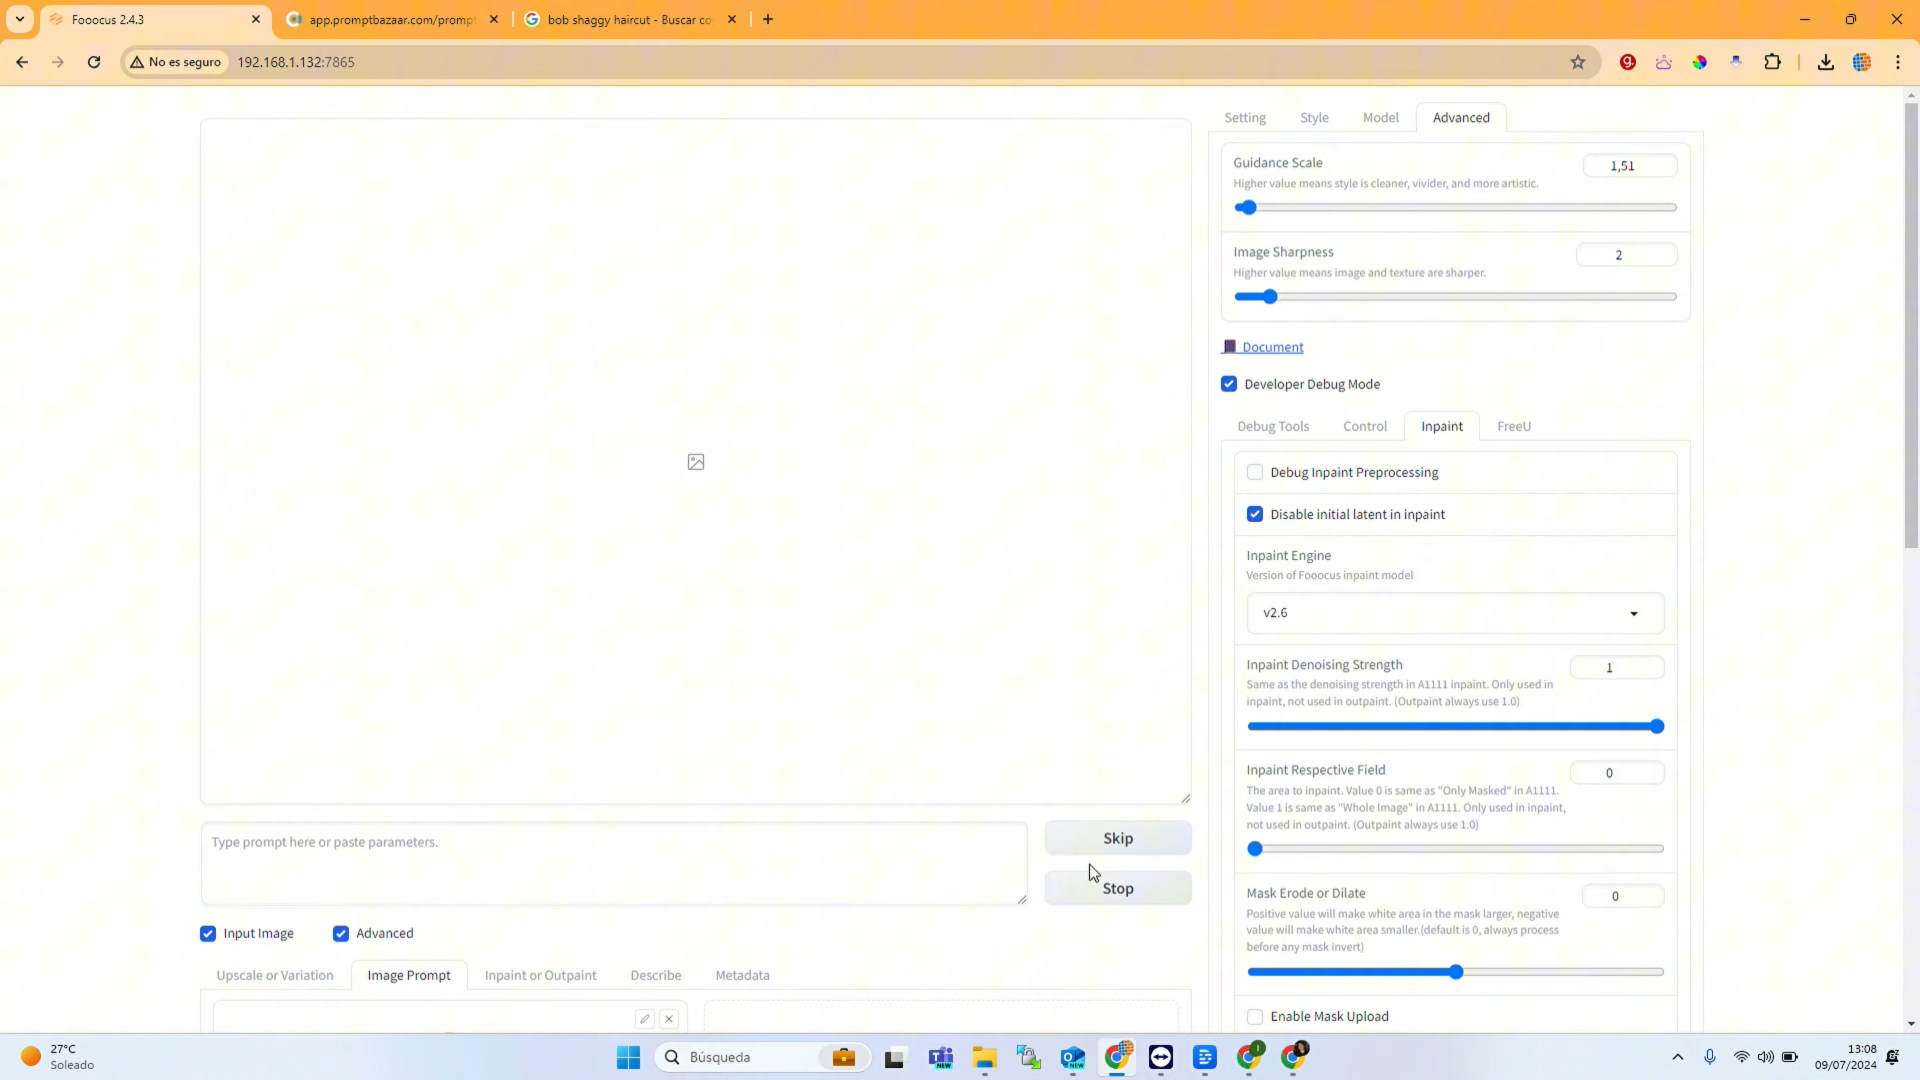 Fooocus 2.4.3
app.promptbazaar.com/promp
bob shaggy haircut - Buscar co
No es seguro
192.168.1.132:7865
Setting
Style
Model
Advanced
Guidance Scale
1,51
Higher value means style is cleaner, vivider, and more artistic.
Image Sharpness
2
Higher value means image and texture are sharper.
Document
Developer Debug Mode
Debug Tools
Control
Inpaint
FreeU
Debug Inpaint Preprocessing
Disable initial latent in inpaint
Inpaint Engine
Version of Fooocus inpaint model
v2.6
Inpaint Denoising Strength
1
Same as the denoising strength in A1111 inpaint. Only used in
inpaint, not used in outpaint. (Outpaint always use 1.0)
Inpaint Respective Field
0
The area to inpaint. Value 0 is same as "Only Masked" in A1111.
Value 1 is same as "Whole Image" in A1111. Only used in inpaint,
not used in outpaint. (Outpaint always use 1.0)
Mask Erode or Dilate
0
Positive value will make white area in the mask larger, negative
value will make white area smaller.(default is 0, always process
before any mask invert)
Enable Mask Upload
Type prompt here or paste parameters.
Skip
Stop
Input Image
Advanced
Upscale or Variation
Image Prompt
Inpaint or Outpaint
Describe
Metadata
27°C
Soleado
Búsqueda
NEW
NEW
13:08
09/07/2024